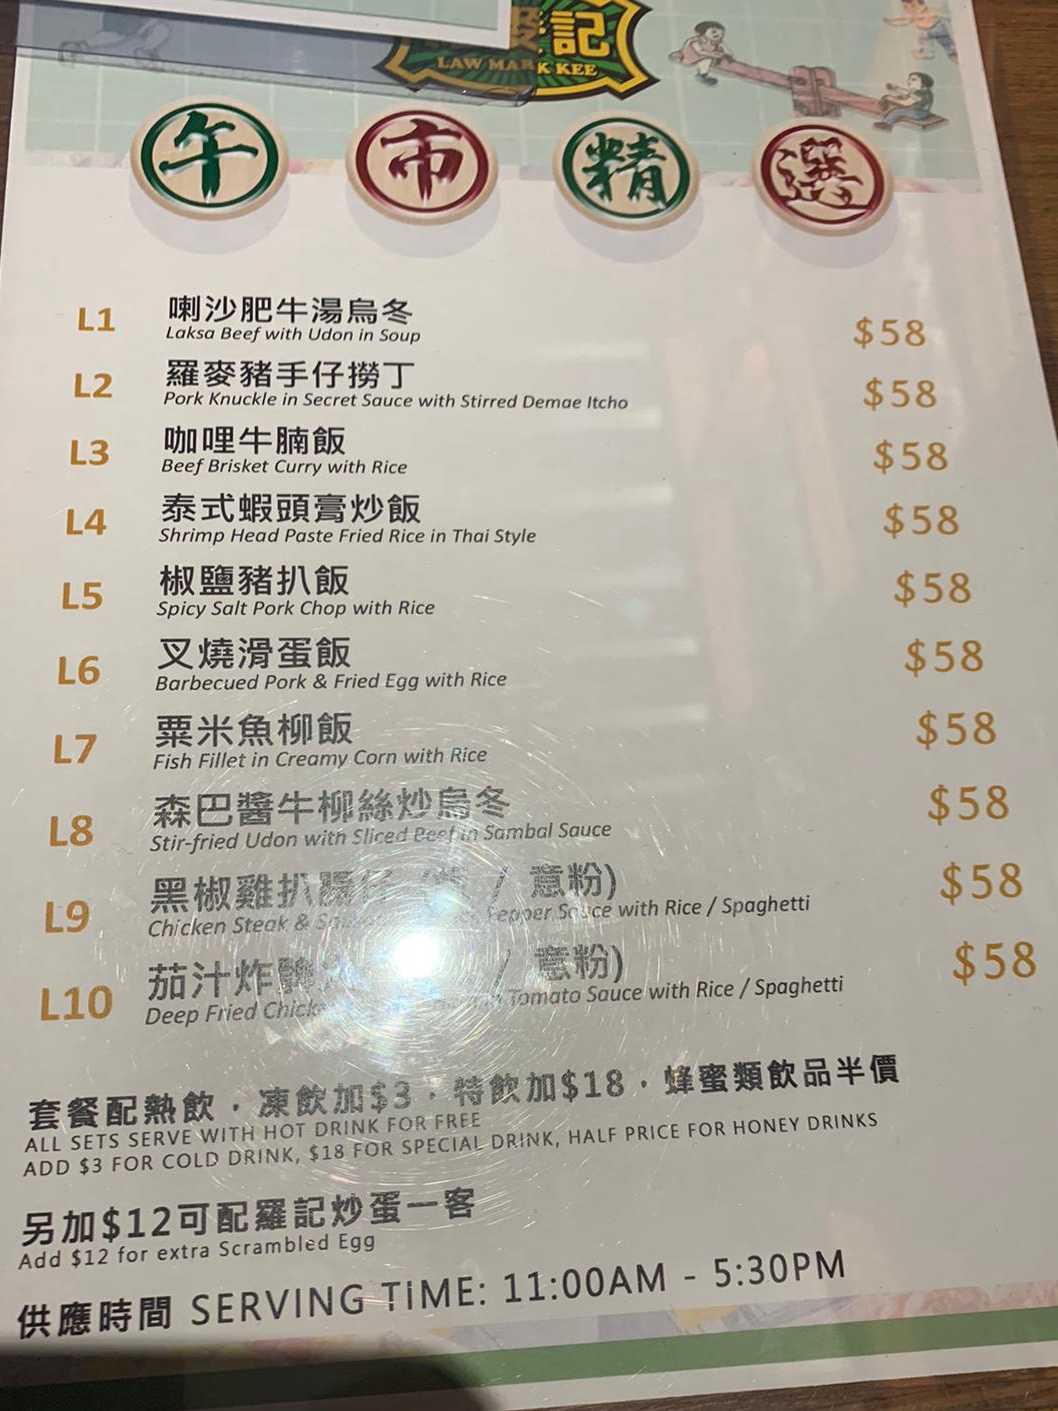 記
LAW MARK KEE
午市精選
L1 喇沙肥牛湯烏冬 $58
Laksa Beef with Udon in Soup
L2 羅麥豬手仔撈丁 $58
Pork Knuckle in Secret Sauce with Stirred Demae Itcho
L3 咖哩牛腩飯 $58
Beef Brisket Curry with Rice
L4 泰式蝦頭膏炒飯 $58
Shrimp Head Paste Fried Rice in Thai Style
L5 椒鹽豬扒飯 $58
Spicy Salt Pork Chop with Rice
L6 叉燒滑蛋飯 $58
Barbecued Pork & Fried Egg with Rice
L7 粟米魚柳飯 $58
Fish Fillet in Creamy Corn with Rice
L8 森巴醬牛柳絲炒烏冬 $58
Stir-fried Udon with Sliced Beef in Sambal Sauce
L9 黑椒雞扒腸仔 (飯 / 意粉) $58
Chicken Steak & Pepper Sauce with Rice / Spaghetti
L10 茄汁炸髀 / 意粉) $58
Deep Fried Tomato Sauce with Rice / Spaghetti
套餐配熱飲 · 凍飲加$3 · 特飲加$18 · 蜂蜜類飲品半價
ALL SETS SERVE WITH HOT DRINK FOR FREE
ADD $3 FOR COLD DRINK, $18 FOR SPECIAL DRINK, HALF PRICE FOR HONEY DRINKS
另加$12可配羅記炒蛋一客
Add $12 for extra Scrambled Egg
供應時間 SERVING TiME: 11:00AM - 5:30PM